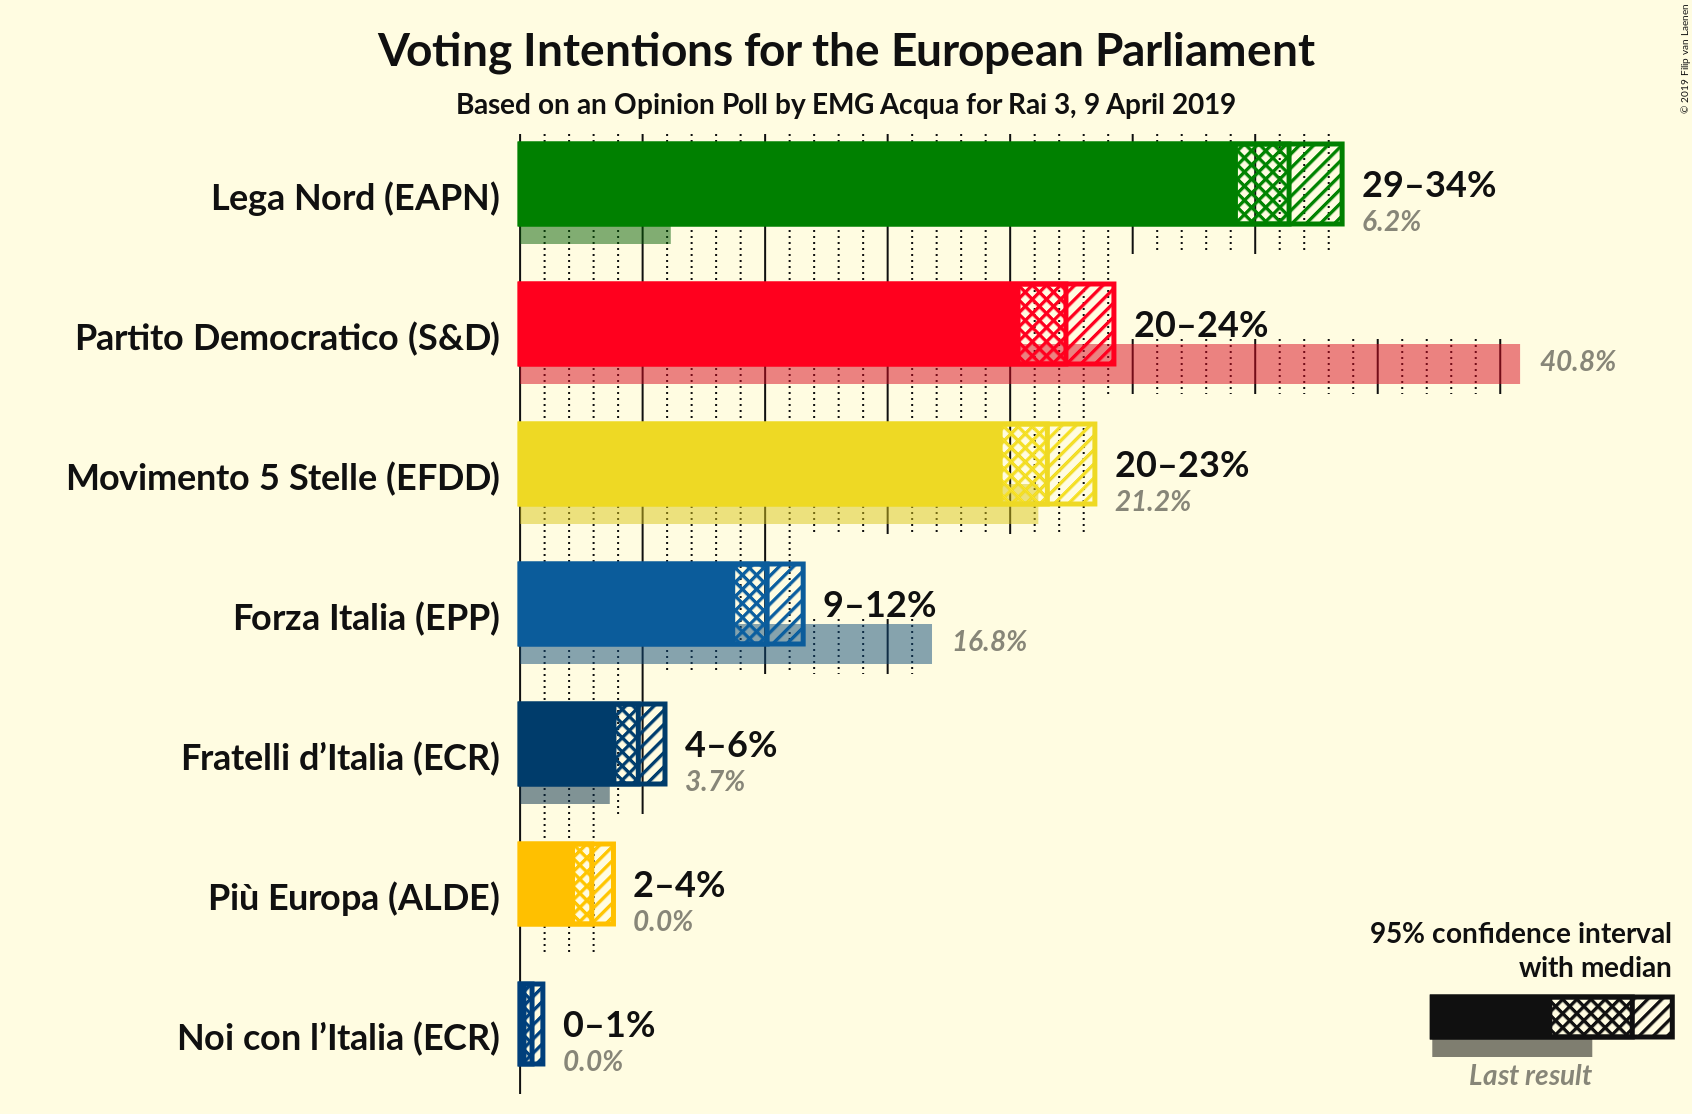 Voting Intentions for the European Parliament
Based on an Opinion Poll by EMG Acqua for Rai 3, 9 April 2019
© 2019 Filip van Laenen
Lega Nord (EAPN)
29–34%
6.2%
Partito Democratico (S&D)
20–24%
40.8%
Movimento 5 Stelle (EFDD)
20–23%
21.2%
Forza Italia (EPP)
9–12%
16.8%
Fratelli d’Italia (ECR)
4–6%
3.7%
Più Europa (ALDE)
2–4%
0.0%
Noi con l’Italia (ECR)
0–1%
0.0%
95% confidence interval
with median
Last result